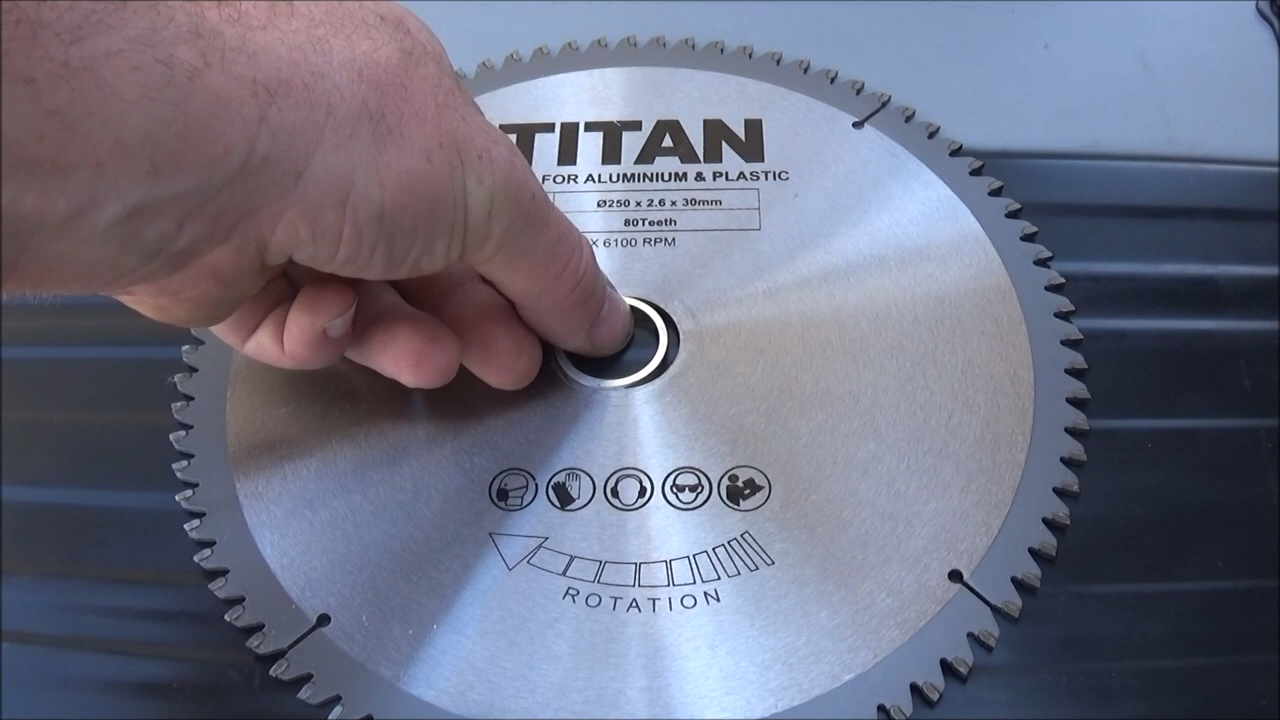 TITAN
FOR ALUMINIUM & PLASTIC
Ø250 x 2.6 x 30mm
80Teeth
X 6100 RPM
ROTATION